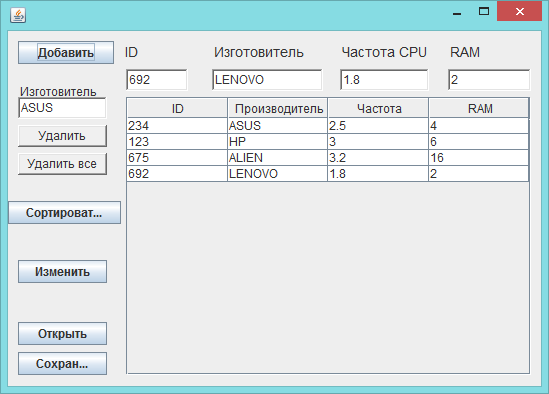 Добавить ID Изготовитель Частота CPU RAM
692 LENOVO 1.8 2
Изготовитель
ASUS
Удалить
Удалить все
Сортироват...
Изменить
Открыть
Сохран...
ID Производитель Частота RAM
234 ASUS 2.5 4
123 HP 3 6
675 ALIEN 3.2 16
692 LENOVO 1.8 2